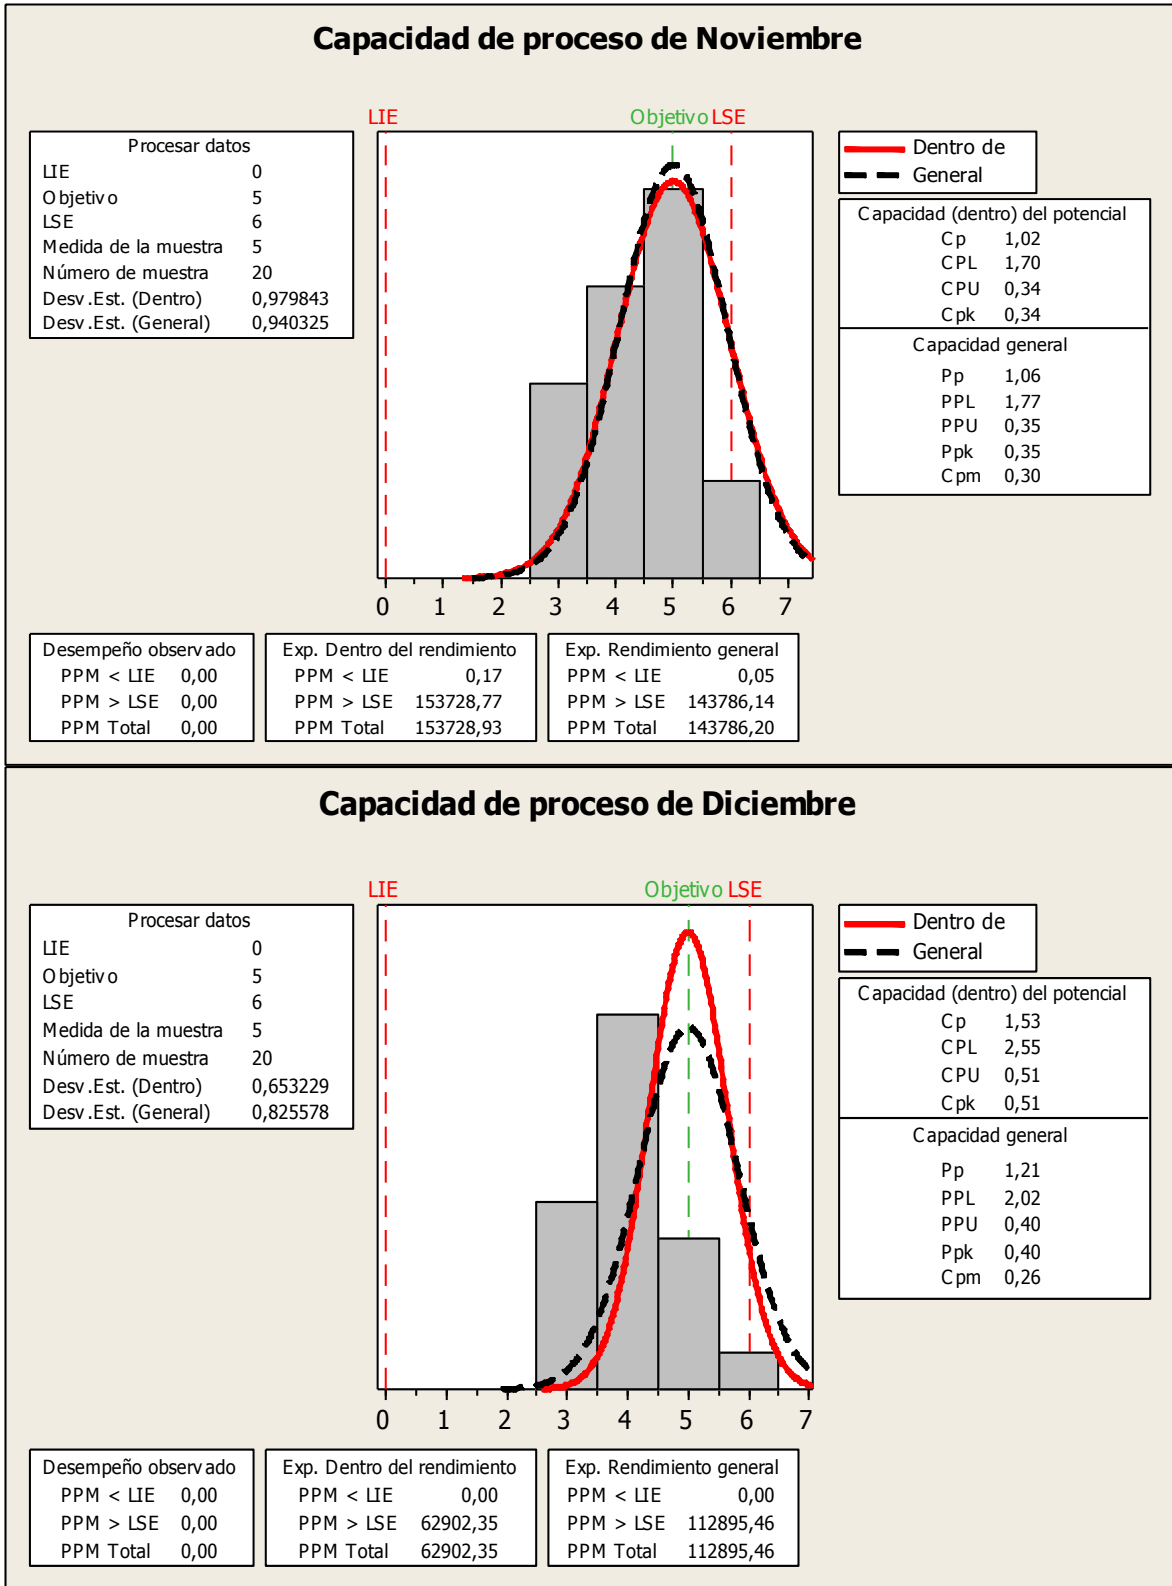 Capacidad de proceso de Noviembre
LIE
Objetivo LSE
Procesar datos
LIE 0
Objetivo 5
LSE 6
Medida de la muestra 5
Número de muestra 20
Desv.Est. (Dentro) 0,979843
Desv.Est. (General) 0,940325
Dentro de
General
Capacidad (dentro) del potencial
Cp 1,02
CPL 1,70
CPU 0,34
Cpk 0,34
Capacidad general
Pp 1,06
PPL 1,77
PPU 0,35
Ppk 0,35
Cpm 0,30
0 1 2 3 4 5 6 7
Desempeño observado
PPM < LIE 0,00
PPM > LSE 0,00
PPM Total 0,00
Exp. Dentro del rendimiento
PPM < LIE 0,17
PPM > LSE 153728,77
PPM Total 153728,93
Exp. Rendimiento general
PPM < LIE 0,05
PPM > LSE 143786,14
PPM Total 143786,20
Capacidad de proceso de Diciembre
LIE
Objetivo LSE
Procesar datos
LIE 0
Objetivo 5
LSE 6
Medida de la muestra 5
Número de muestra 20
Desv.Est. (Dentro) 0,653229
Desv.Est. (General) 0,825578
Dentro de
General
Capacidad (dentro) del potencial
Cp 1,53
CPL 2,55
CPU 0,51
Cpk 0,51
Capacidad general
Pp 1,21
PPL 2,02
PPU 0,40
Ppk 0,40
Cpm 0,26
0 1 2 3 4 5 6 7
Desempeño observado
PPM < LIE 0,00
PPM > LSE 0,00
PPM Total 0,00
Exp. Dentro del rendimiento
PPM < LIE 0,00
PPM > LSE 62902,35
PPM Total 62902,35
Exp. Rendimiento general
PPM < LIE 0,00
PPM > LSE 112895,46
PPM Total 112895,46